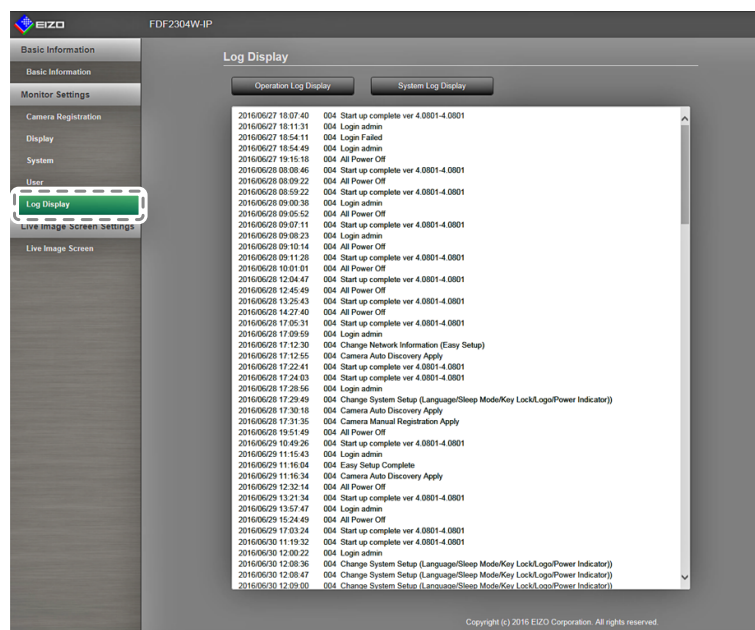 EIZO
FDF2304W-IP
Basic Information
Basic Information
Monitor Settings
Camera Registration
Display
System
User
Log Display
Live Image Screen Settings
Live Image Screen
Log Display
Operation Log Display
System Log Display
2016/06/27 18:07:40 004 Start up complete ver 4.0801-4.0801
2016/06/27 18:11:31 004 Login admin
2016/06/27 18:54:11 004 Login Failed
2016/06/27 18:54:49 004 Login admin
2016/06/27 19:15:18 004 All Power Off
2016/06/28 08:08:46 004 Start up complete ver 4.0801-4.0801
2016/06/28 08:09:22 004 All Power Off
2016/06/28 08:59:22 004 Start up complete ver 4.0801-4.0801
2016/06/28 09:00:38 004 Login admin
2016/06/28 09:05:52 004 All Power Off
2016/06/28 09:07:11 004 Start up complete ver 4.0801-4.0801
2016/06/28 09:08:23 004 Login admin
2016/06/28 09:10:14 004 All Power Off
2016/06/28 09:11:28 004 Start up complete ver 4.0801-4.0801
2016/06/28 10:01:01 004 All Power Off
2016/06/28 12:04:47 004 Start up complete ver 4.0801-4.0801
2016/06/28 12:45:49 004 All Power Off
2016/06/28 13:25:43 004 Start up complete ver 4.0801-4.0801
2016/06/28 14:27:40 004 All Power Off
2016/06/28 17:05:31 004 Start up complete ver 4.0801-4.0801
2016/06/28 17:09:59 004 Login admin
2016/06/28 17:12:30 004 Change Network Information (Easy Setup)
2016/06/28 17:12:55 004 Camera Auto Discovery Apply
2016/06/28 17:22:41 004 Start up complete ver 4.0801-4.0801
2016/06/28 17:24:03 004 Start up complete ver 4.0801-4.0801
2016/06/28 17:28:56 004 Login admin
2016/06/28 17:29:49 004 Change System Setup (Language/Sleep Mode/Key Lock/Logo/Power Indicator))
2016/06/28 17:30:18 004 Camera Auto Discovery Apply
2016/06/28 17:31:35 004 Camera Manual Registration Apply
2016/06/28 19:51:49 004 All Power Off
2016/06/29 10:49:26 004 Start up complete ver 4.0801-4.0801
2016/06/29 11:15:43 004 Login admin
2016/06/29 11:16:04 004 Easy Setup Complete
2016/06/29 11:16:34 004 Camera Auto Discovery Apply
2016/06/29 12:32:14 004 All Power Off
2016/06/29 13:21:34 004 Start up complete ver 4.0801-4.0801
2016/06/29 13:57:47 004 Login admin
2016/06/29 15:24:49 004 All Power Off
2016/06/29 17:03:24 004 Start up complete ver 4.0801-4.0801
2016/06/30 11:19:32 004 Start up complete ver 4.0801-4.0801
2016/06/30 12:00:22 004 Login admin
2016/06/30 12:08:36 004 Change System Setup (Language/Sleep Mode/Key Lock/Logo/Power Indicator))
2016/06/30 12:08:47 004 Change System Setup (Language/Sleep Mode/Key Lock/Logo/Power Indicator))
2016/06/30 12:09:00 004 Change System Setup (Language/Sleep Mode/Key Lock/Logo/Power Indicator))
Copyright (c) 2016 EIZO Corporation. All rights reserved.